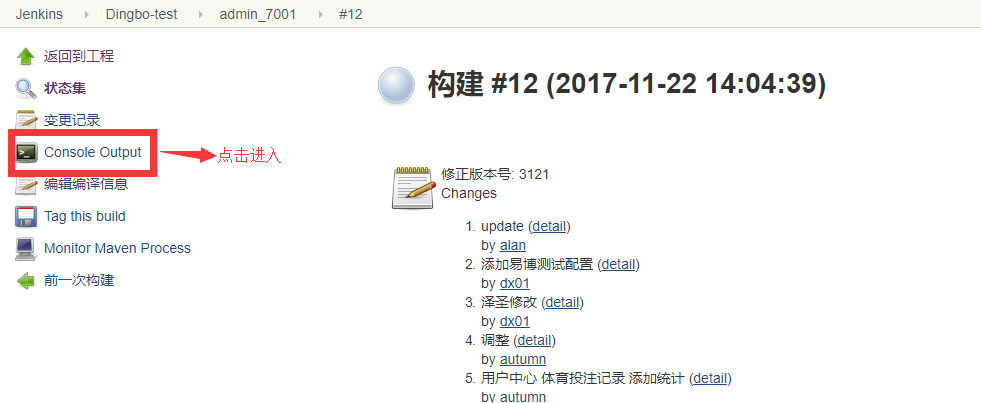 Jenkins Dingbo-test admin_7001 #12
返回到工程
状态集
变更记录
Console Output
点击进入
编辑编译信息
Tag this build
Monitor Maven Process
前一次构建
构建 #12 (2017-11-22 14:04:39)
修正版本号: 3121
Changes
1. update (detail)
by alan
2. 添加易博测试配置 (detail)
by dx01
3. 泽圣修改 (detail)
by dx01
4. 调整 (detail)
by autumn
5. 用户中心 体育投注记录 添加统计 (detail)
by autumn